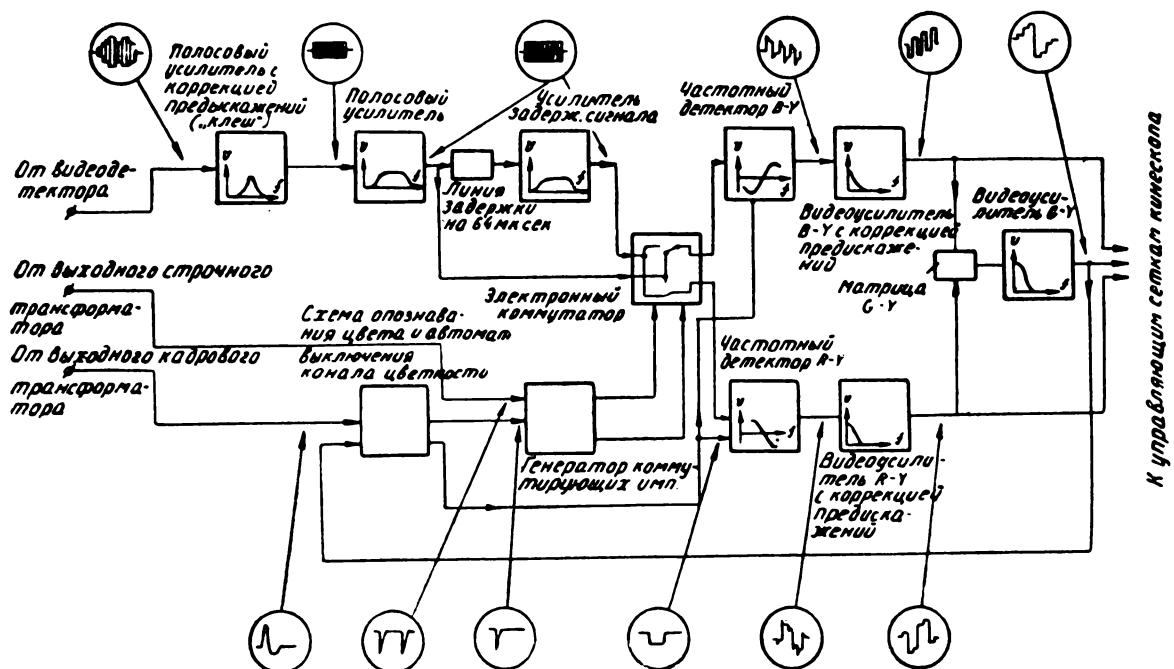 Полосовый
усилитель с
коррекцией
предыскажений
(„клеш")
Полосовый
усилитель
Усилитель
задерж. сигнала
Частотный
детектор B-Y
От видеоде-
тектора
Линия
задержки
на 64 мксек
Видеоусилитель
B-Y с коррекцией
предискаже-
ний
Видеоуси-
литель G-Y
От выходного строчного
трансформа-
тора
Электронный
коммутатор
Матрица
G-Y
Схема опознава-
ния цвета и автомат.
выключения
канала цветности
От выходного кадрового
трансформа-
тора
Частотный
детектор R-Y
Генератор комму-
тирующих имп.
Видеоусили-
тель R-Y
с коррекцией
предиска-
жений
К управляющим сеткам кинескопа
U
f
U
f
U
f
U
f
U
f
U
f
U
f
U
f